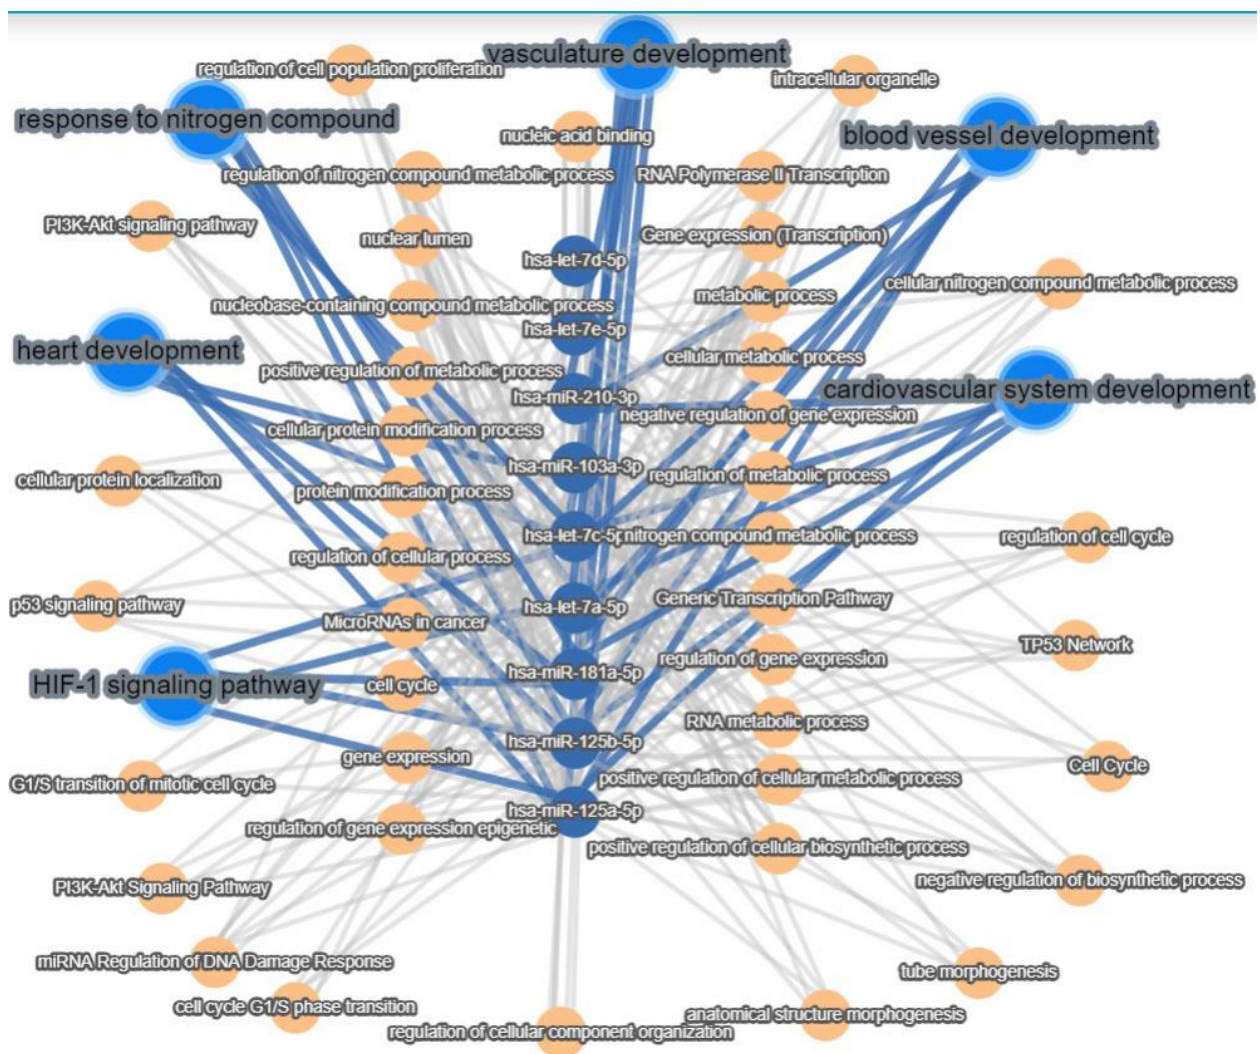 vasculature development
regulation of cell population proliferation
intracellular organelle
response to nitrogen compound
nucleic acid binding
blood vessel development
regulation of nitrogen compound metabolic process
RNA Polymerase II Transcription
PI3K-Akt signaling pathway
nuclear lumen
Gene expression (Transcription)
hsa-let-7d-5p
cellular nitrogen compound metabolic process
nucleobase-containing compound metabolic process
metabolic process
hsa-let-7e-5p
heart development
positive regulation of metabolic process
cellular metabolic process
hsa-miR-210-3p
cardiovascular system development
negative regulation of gene expression
cellular protein modification process
hsa-miR-103a-3p
regulation of metabolic process
cellular protein localization
protein modification process
hsa-let-7c-5p
nitrogen compound metabolic process
regulation of cell cycle
regulation of cellular process
p53 signaling pathway
hsa-let-7a-5p
Generic Transcription Pathway
MicroRNAs in cancer
TP53 Network
regulation of gene expression
hsa-miR-181a-5p
HIF-1 signaling pathway
cell cycle
RNA metabolic process
hsa-miR-125b-5p
gene expression
Cell Cycle
G1/S transition of mitotic cell cycle
positive regulation of cellular metabolic process
hsa-miR-125a-5p
regulation of gene expression epigenetic
positive regulation of cellular biosynthetic process
PI3K-Akt Signaling Pathway
negative regulation of biosynthetic process
miRNA Regulation of DNA Damage Response
tube morphogenesis
cell cycle G1/S phase transition
anatomical structure morphogenesis
regulation of cellular component organization